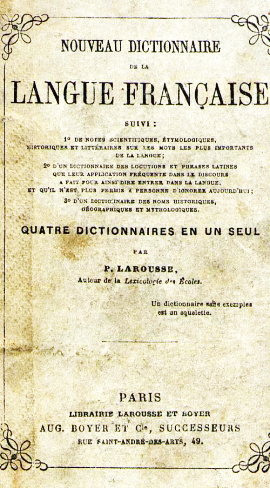 NOUVEAU DICTIONNAIRE
DE LA
LANGUE FRANÇAISE
SUIVI :
1º DE NOTES SCIENTIFIQUES, ÉTYMOLOGIQUES,
HISTORIQUES ET LITTÉRAIRES SUR LES MOTS LES PLUS IMPORTANTS
DE LA LANGUE;
2º D'UN DICTIONNAIRE DES LOCUTIONS ET PHRASES LATINES
QUE LEUR APPLICATION FRÉQUENTE DANS LE DISCOURS
A FAIT POUR AINSI DIRE ENTRER DANS LA LANGUE,
ET QU'IL N'EST PLUS PERMIS A PERSONNE D'IGNORER AUJOURD'HUI;
3º D'UN DICTIONNAIRE DES NOMS HISTORIQUES,
GÉOGRAPHIQUES ET MYTHOLOGIQUES.
QUATRE DICTIONNAIRES EN UN SEUL
PAR
P. LAROUSSE,
Auteur de la Lexicologie des Écoles.
Un dictionnaire sans exemples
est un squelette.
PARIS
LIBRAIRIE LAROUSSE ET BOYER
AUG. BOYER ET Cie, SUCCESSEURS
RUE SAINT-ANDRÉ-DES-ARTS, 49.